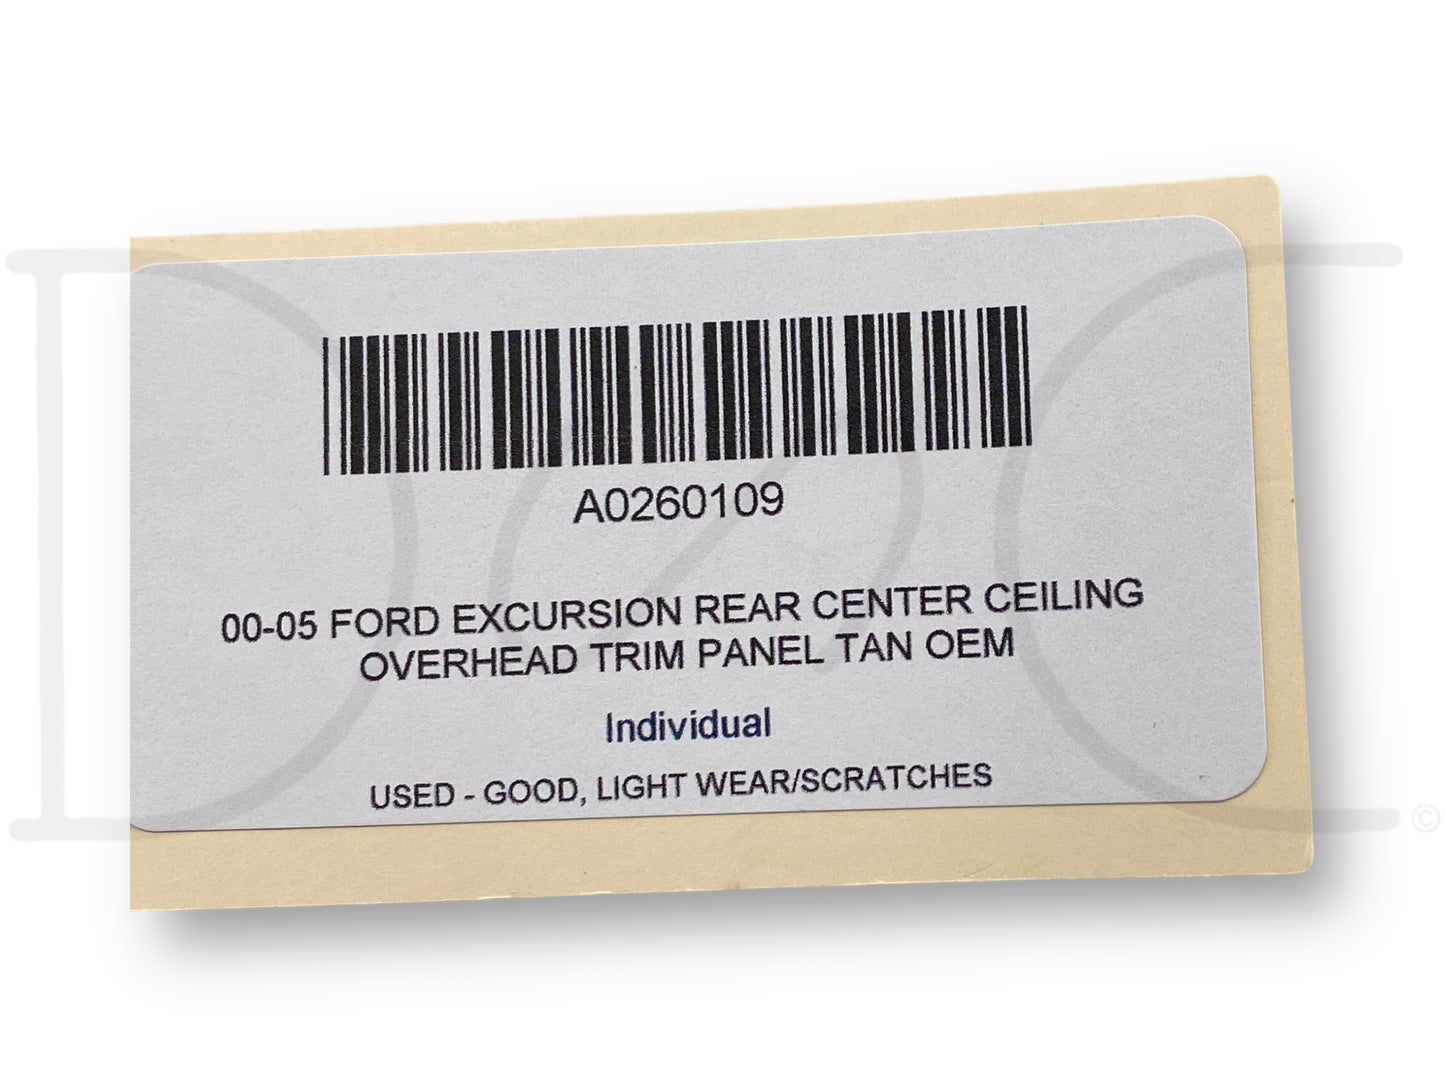 A0260109
00-05 FORD EXCURSION REAR CENTER CEILING
OVERHEAD TRIM PANEL TAN OEM
Individual
USED - GOOD, LIGHT WEAR/SCRATCHES
©